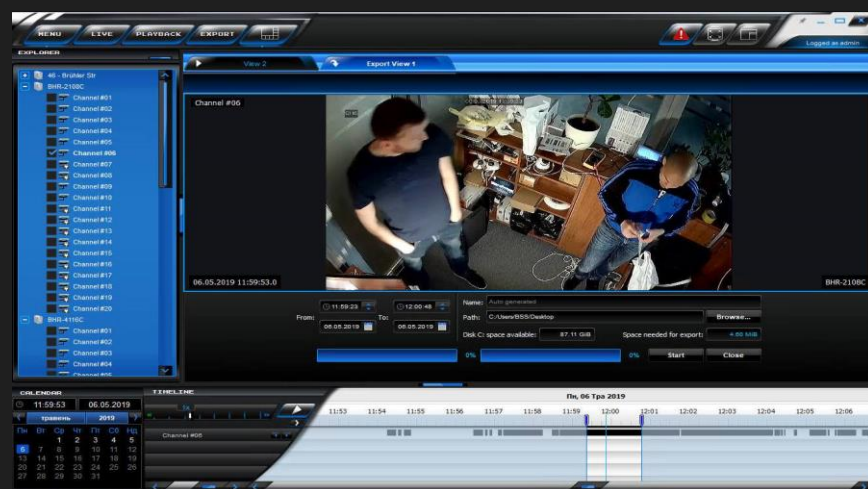 MENU LIVE PLAYBACK EXPORT
Logged as admin
EXPLORER
View 2 Export View 1
46 - Brühler Str
BHR-2108C
Channel #01
Channel #02
Channel #03
Channel #04
Channel #05
Channel #06
Channel #07
Channel #08
Channel #09
Channel #10
Channel #11
Channel #12
Channel #13
Channel #14
Channel #15
Channel #16
Channel #17
Channel #18
Channel #19
Channel #20
BHR-4116C
Channel #01
Channel #02
Channel #03
Channel #04
Channel #05
Channel #06
06.05.2019 11:59:53.0 BHR-2108C
From: 11:59:23 To: 12:00:48
06.05.2019 06.05.2019
Name: Auto generated
Path: C:/Users/BSS/Desktop Browse...
Disk C: space available: 87.11 GiB Space needed for export: 4.88 MiB
0% 0% Start Close
CALENDAR
11:59:53 06.05.2019
травень 2019
Пн Вт Ср Чт Пт Сб Нд
1 2 3 4 5
6 7 8 9 10 11 12
13 14 15 16 17 18 19
20 21 22 23 24 25 26
27 28 29 30 31
TIMELINE
Пн, 06 Тра 2019
11:53 11:54 11:55 11:56 11:57 11:58 11:59 12:00 12:01 12:02 12:03 12:04 12:05 12:06
Channel #06